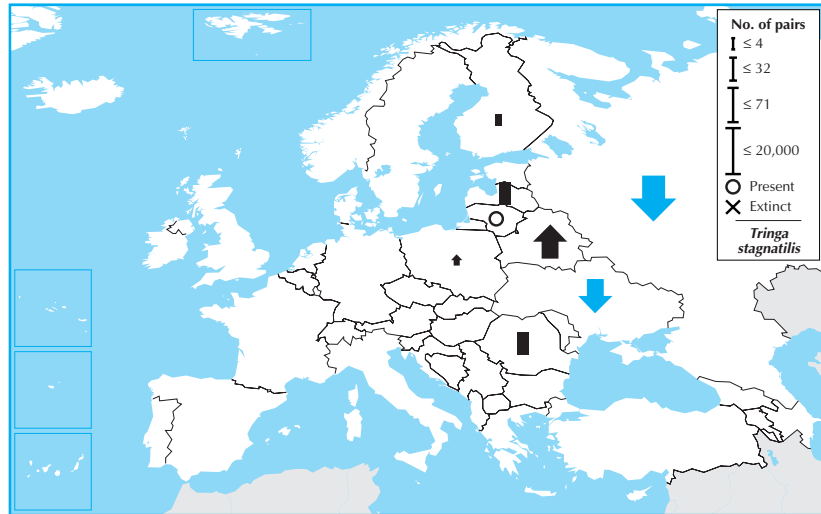 No. of pairs
≤ 4
≤ 32
≤ 71
≤ 20,000
Present
Extinct
Tringa
stagnatilis